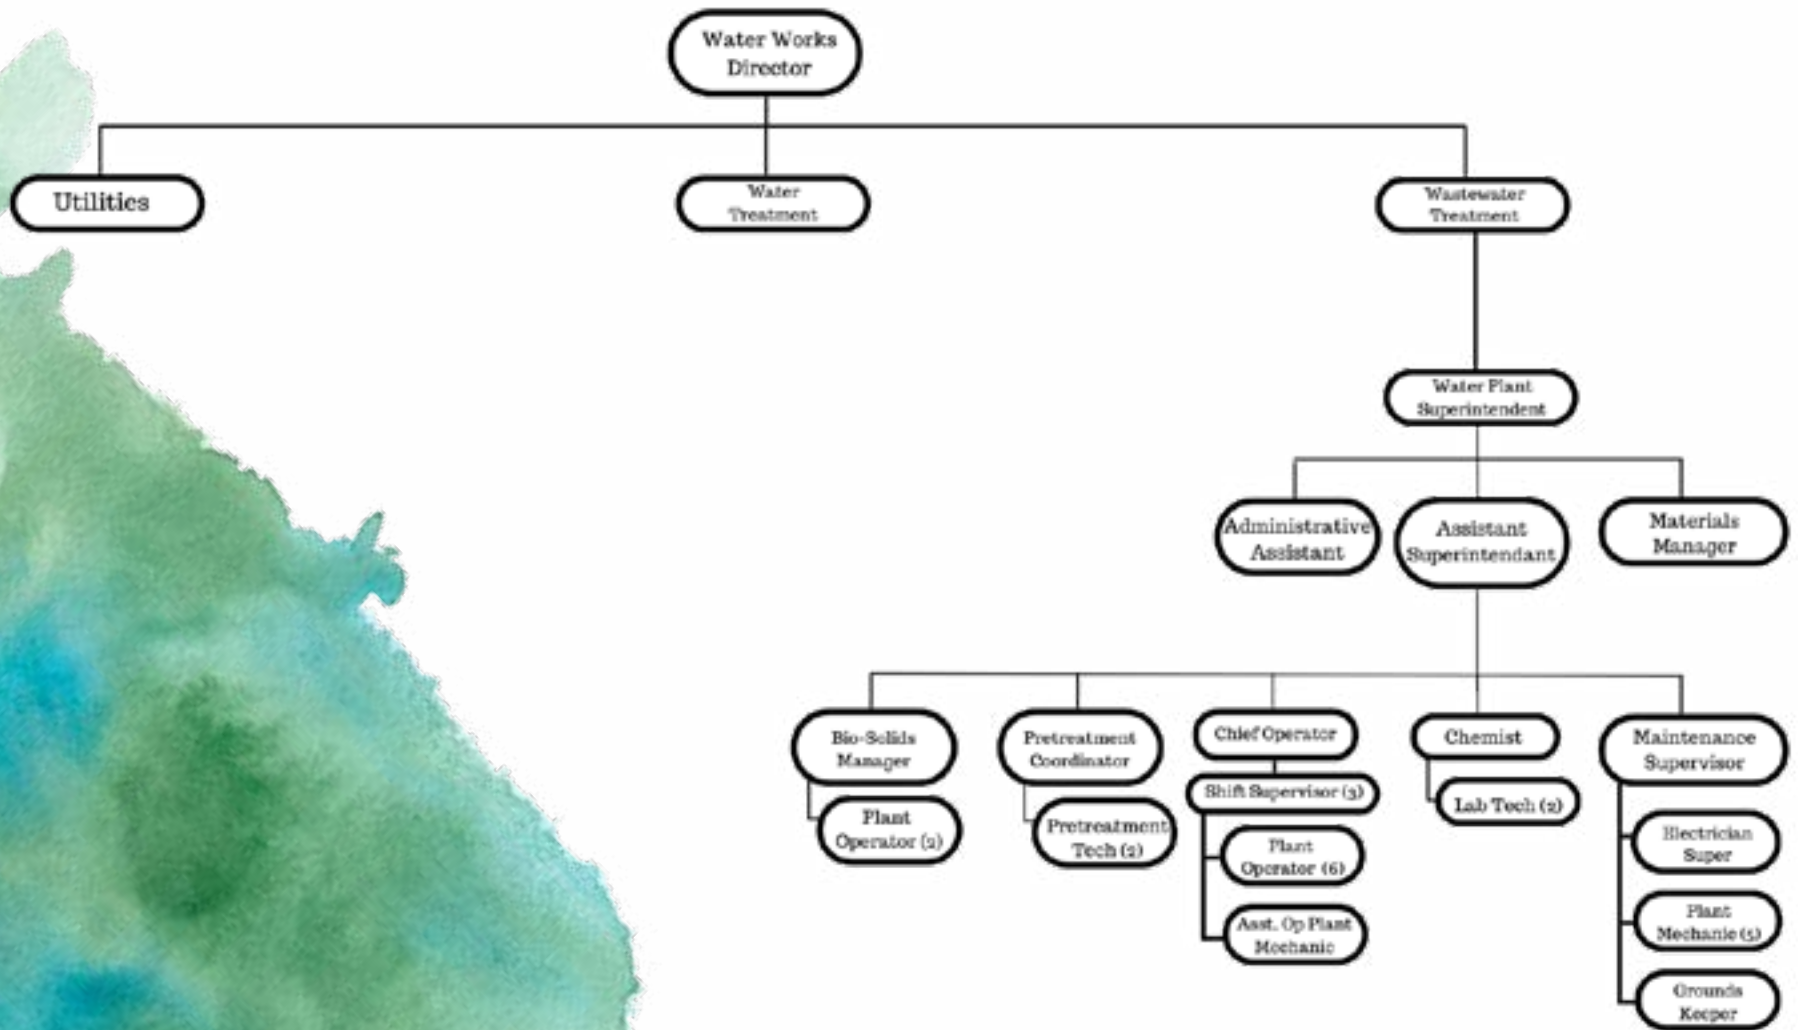 Water Works
Director
Utilities
Water
Treatment
Wastewater
Treatment
Water Plant
Superintendent
Administrative
Assistant
Assistant
Superintendant
Materials
Manager
Bio-Solids
Manager
Plant
Operator (2)
Pretreatment
Coordinator
Pretreatment
Tech (2)
Chief Operator
Shift Supervisor (3)
Plant
Operator (6)
Asst. Op Plant
Mechanic
Chemist
Lab Tech (2)
Maintenance
Supervisor
Electrician
Super
Plant
Mechanic (5)
Grounds
Keeper